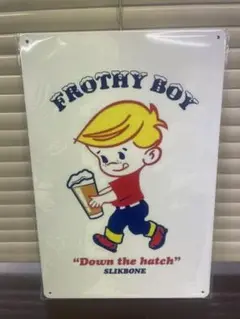 FROTHY BOY
“Down the hatch”
SLIKBONE